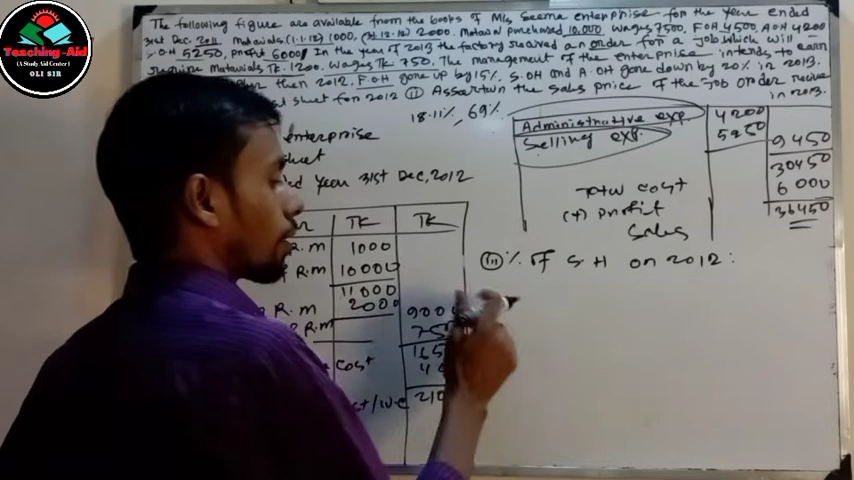 Teaching-Aid
(A Study Aid Center)
OLI SIR
The following figure are available from the books of M/s Seema enterprise for the year ended
31st Dec, 2011 Materials (1.1.12) 1000, (31.12.12) 2000. Material purchased 10,000 Wages 7500, FOH 4500, AOH 4200
OH 5250, profit 6000 In the year of 2013 the factory received an order for a job which will
require Materials TK. 1200. Wages TK 750. The management of the enterprise intends to earn
then 2012. F.OH gone up by 15%. S.OH and A.OH gone down by 20% in 2013.
sheet for 2012 (II) Ascertain the sales price of the job order receive
in 2013.
18.11%, 69%
enterprise
year 31st Dec, 2012
TK TK
R.M 1000
R.M 10000
11000
R.M 2000
R.M
cost
Administrative exp. 4200
Selling exp. 5250 9450
30450
Total cost 6000
(+) profit 36450
Sales
(II) % of S.H on 2012: